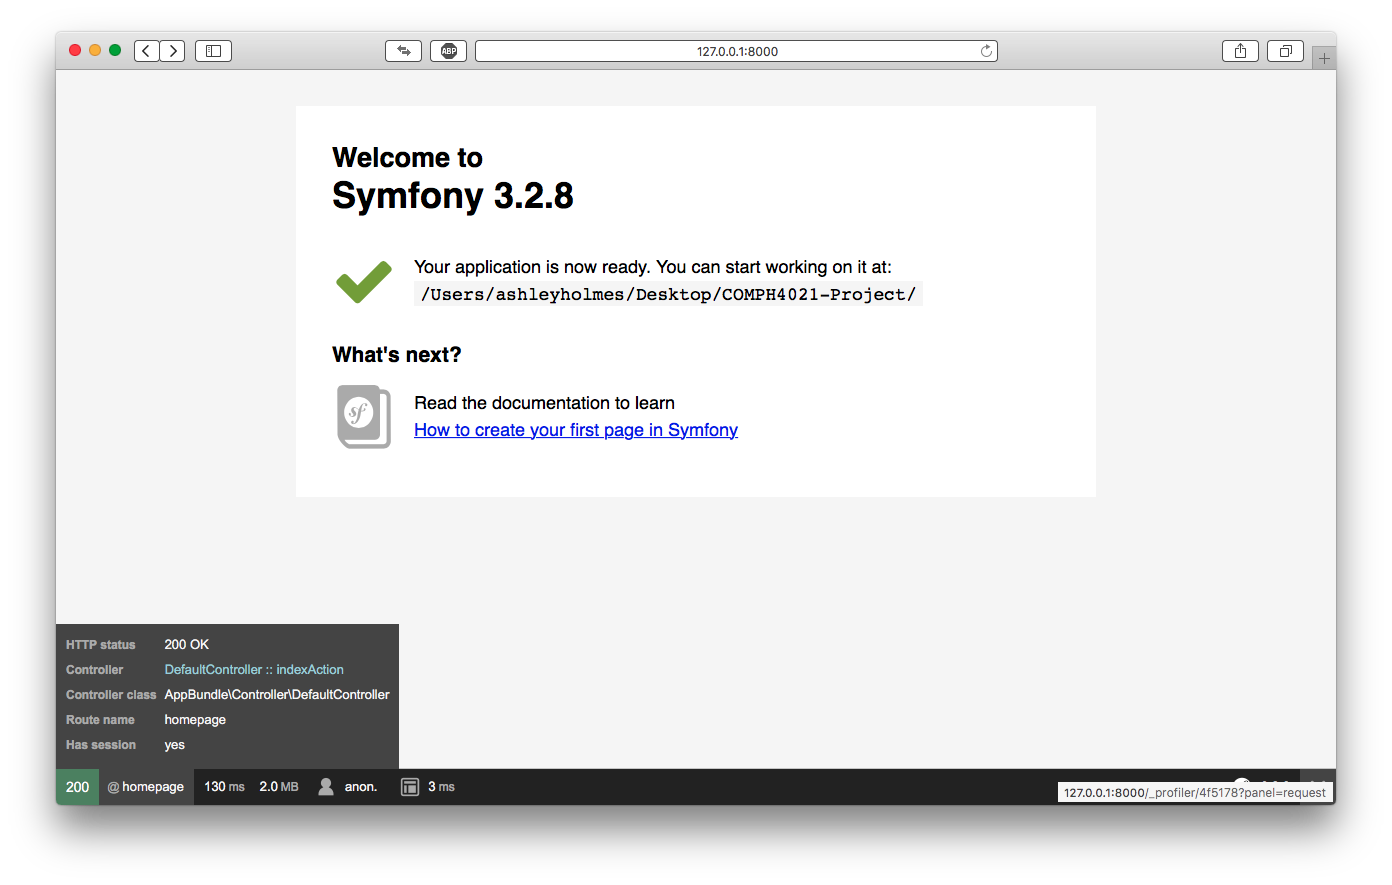 ABP
127.0.0.1:8000
Welcome to
Symfony 3.2.8
Your application is now ready. You can start working on it at:
/Users/ashleyholmes/Desktop/COMPH4021-Project/
What's next?
sf
Read the documentation to learn
How to create your first page in Symfony
HTTP status 200 OK
Controller DefaultController :: indexAction
Controller class AppBundle\Controller\DefaultController
Route name homepage
Has session yes
200 @ homepage 130 ms 2.0 MB anon. 3 ms
127.0.0.1:8000/_profiler/4f5178?panel=request